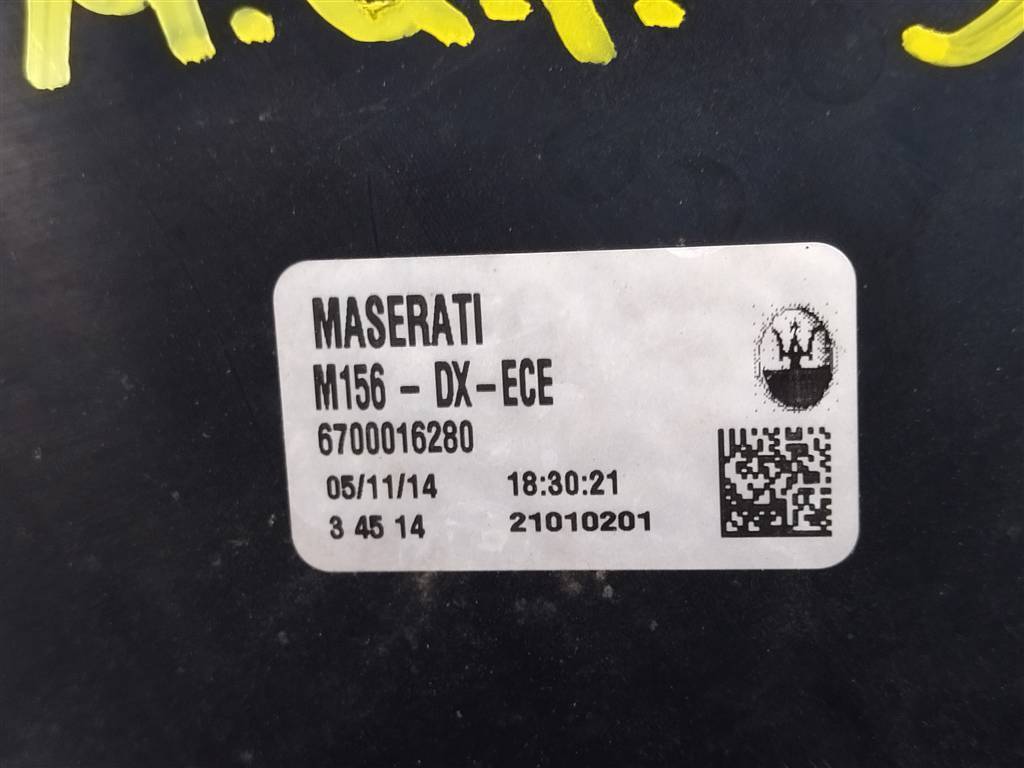 MASERATI
M156 - DX-ECE
6700016280
05/11/14 18:30:21
3 45 14 21010201